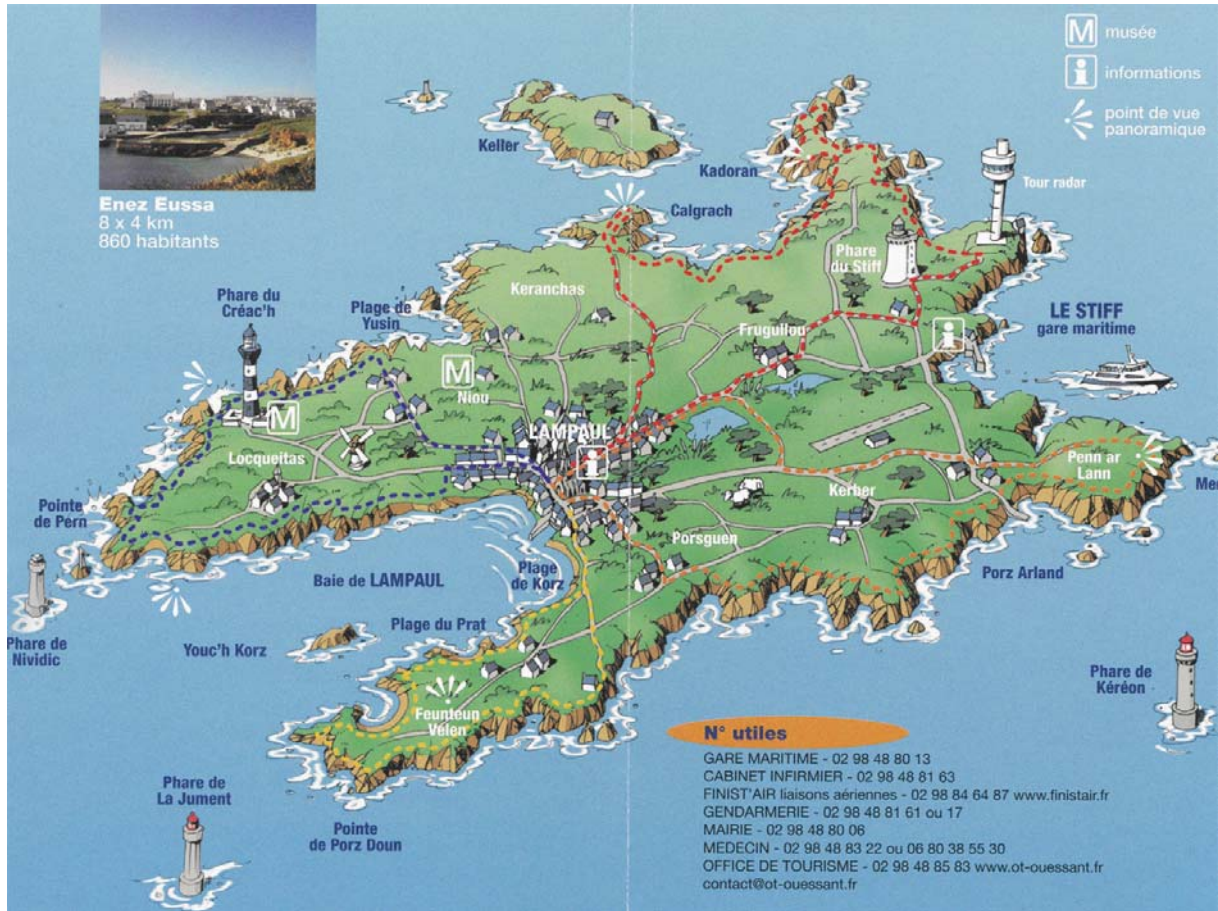 M musée
i informations
point de vue
panoramique
Enez Eussa
8 x 4 km
860 habitants
Keller
Kadoran
Calgrach
Tour radar
Phare
du Stiff
Phare du
Créac'h
Plage de
Yusin
Keranchas
Frugullou
LE STIFF
gare maritime
i
M
Niou
M
LAMPAUL
i
Locqueltas
Penn ar
Lann
Kerber
Pointe
de Pern
Porsguen
Baie de LAMPAUL
Plage
de Korz
Porz Arland
Phare de
Nividic
Youc'h Korz
Plage du Prat
Phare de
Kéréon
Feunteun
Velen
Phare de
La Jument
Pointe
de Porz Doun
N° utiles
GARE MARITIME - 02 98 48 80 13
CABINET INFIRMIER - 02 98 48 81 63
FINIST'AIR liaisons aériennes - 02 98 84 64 87 www.finistair.fr
GENDARMERIE - 02 98 48 81 61 ou 17
MAIRIE - 02 98 48 80 06
MEDECIN - 02 98 48 83 22 ou 06 80 38 55 30
OFFICE DE TOURISME - 02 98 48 85 83 www.ot-ouessant.fr
contact@ot-ouessant.fr